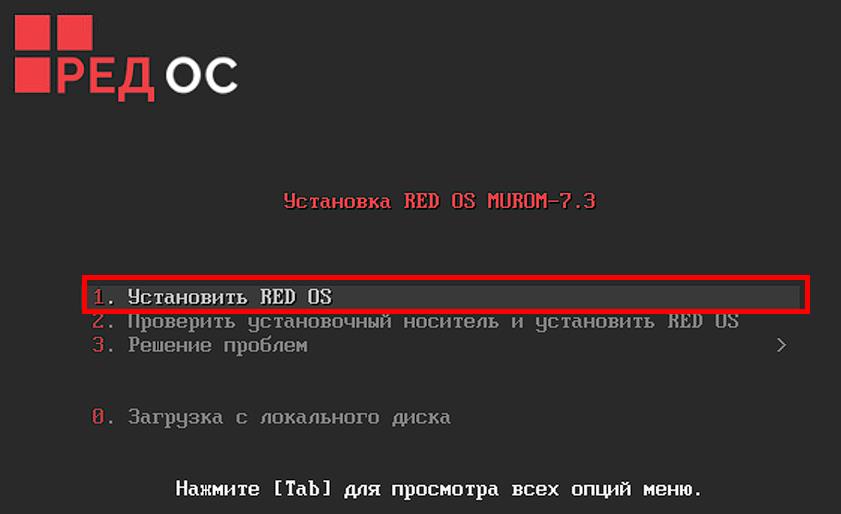 РЕД ОС
Установка RED OS MUROM-7.3
1. Установить RED OS
2. Проверить установочный носитель и установить RED OS
3. Решение проблем >
0. Загрузка с локального диска
Нажмите [Tab] для просмотра всех опций меню.